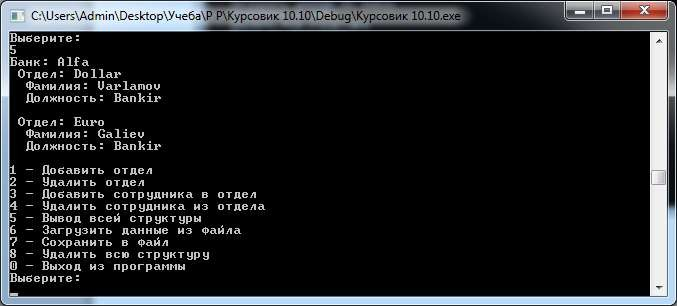 C:\Users\Admin\Desktop\Учеба\Р Р\Курсовик 10.10\Debug\Курсовик 10.10.exe
Выберите:
5
Банк: Alfa
Отдел: Dollar
Фамилия: Varlamov
Должность: Bankir
Отдел: Euro
Фамилия: Galiev
Должность: Bankir
1 - Добавить отдел
2 - Удалить отдел
3 - Добавить сотрудника в отдел
4 - Удалить сотрудника из отдела
5 - Вывод всей структуры
6 - Загрузить данные из файла
7 - Сохранить в файл
8 - Удалить всю структуру
0 - Выход из программы
Выберите: